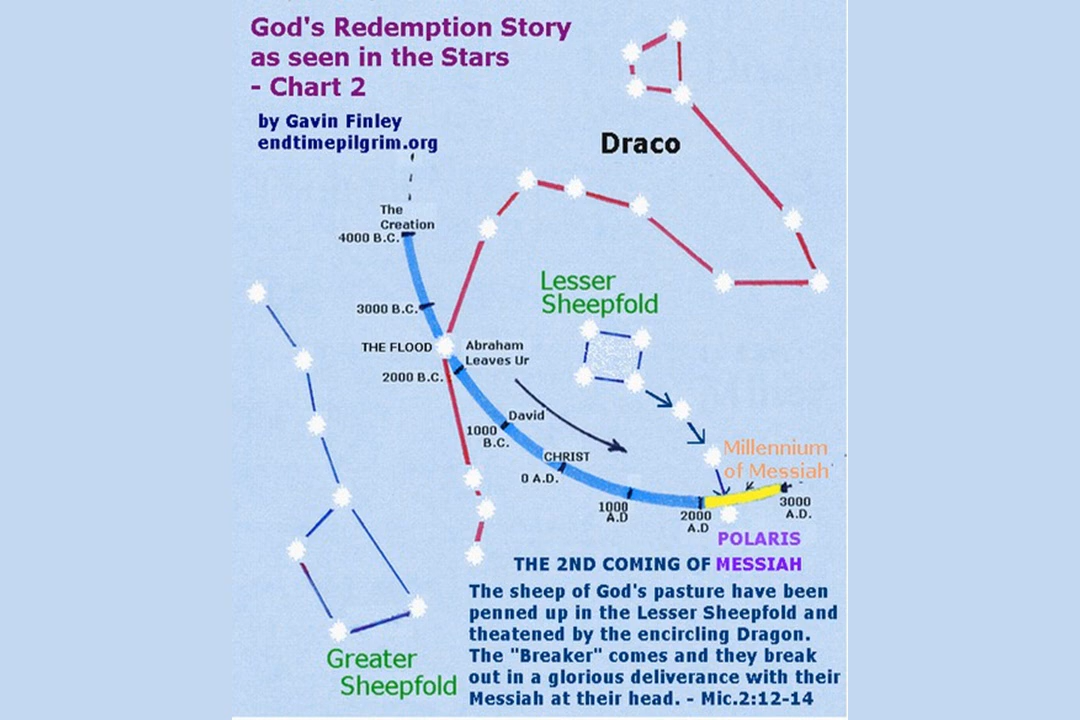 God's Redemption Story
as seen in the Stars
- Chart 2
by Gavin Finley
endtimepilgrim.org
Draco
The
Creation
4000 B.C.
3000 B.C.
THE FLOOD
Abraham
Leaves Ur
2000 B.C.
Lesser
Sheepfold
David
1000
B.C.
CHRIST
0 A.D.
1000
A.D
2000
A.D
Millennium
of Messiah
3000
A.D.
POLARIS
THE 2ND COMING OF MESSIAH
The sheep of God's pasture have been
penned up in the Lesser Sheepfold and
theatened by the encircling Dragon.
The "Breaker" comes and they break
out in a glorious deliverance with their
Messiah at their head. - Mic.2:12-14
Greater
Sheepfold